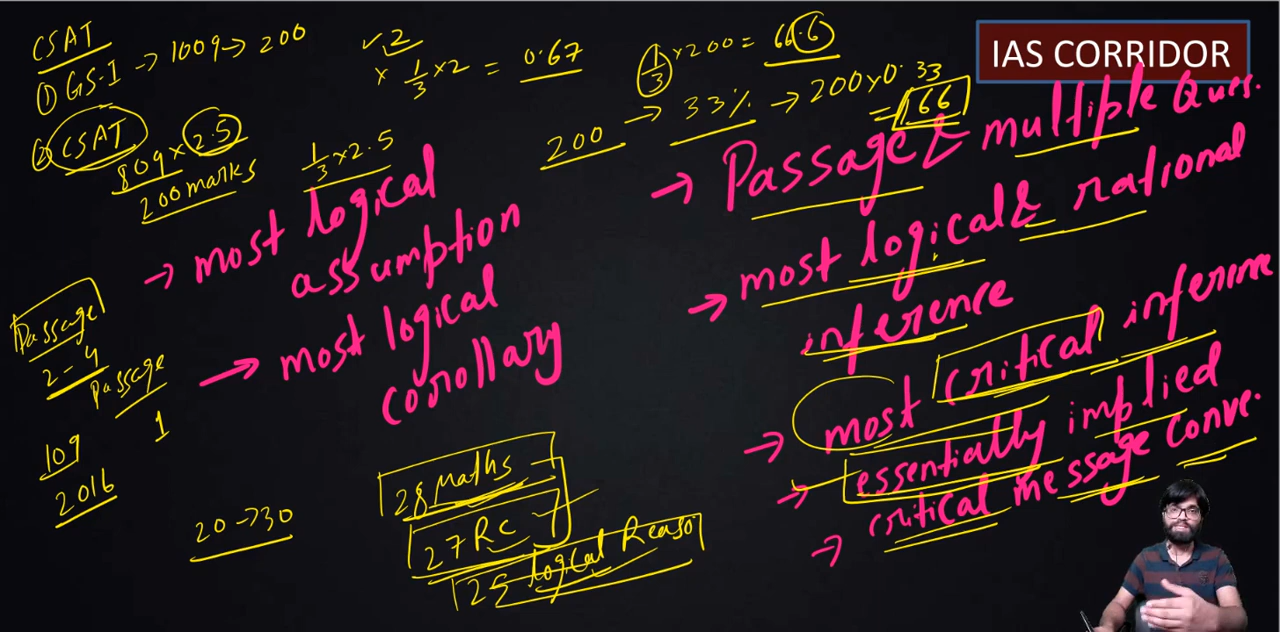 CSAT
① GS-I → 100q → 200
② CSAT
80q × 2.5
200 marks
✓ 2
× 1/3 × 2 = 0.67
1/3 × 2.5
1/3 × 200 = 66.6
200 → 33% → 200 × 0.33
= 66
IAS CORRIDOR
→ most logical
assumption
→ most logical
corollary
Passage
2-4
Passage
1
10q
2016
20 → 30
28 maths
27 RC
25 logical Reaso
→ Passage & multiple Ques.
most logical & rational
→ inference
most critical inference
→ essentially implied
→ critical message conve.
→